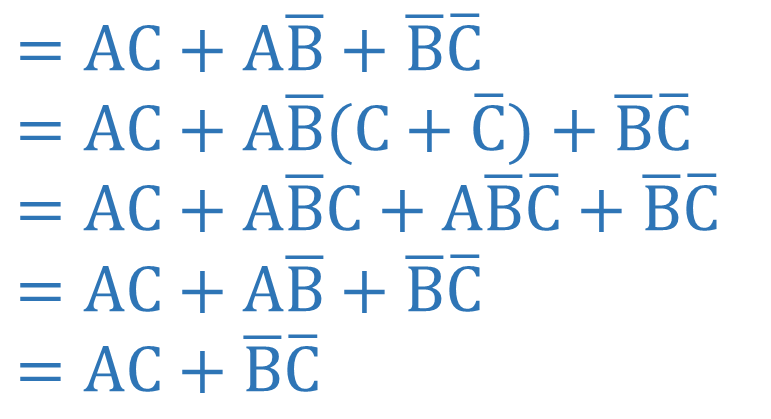 = AC + AB̅ + B̅C̅
= AC + AB̅(C + C̅) + B̅C̅
= AC + AB̅C + AB̅C̅ + B̅C̅
= AC + AB̅ + B̅C̅
= AC + B̅C̅